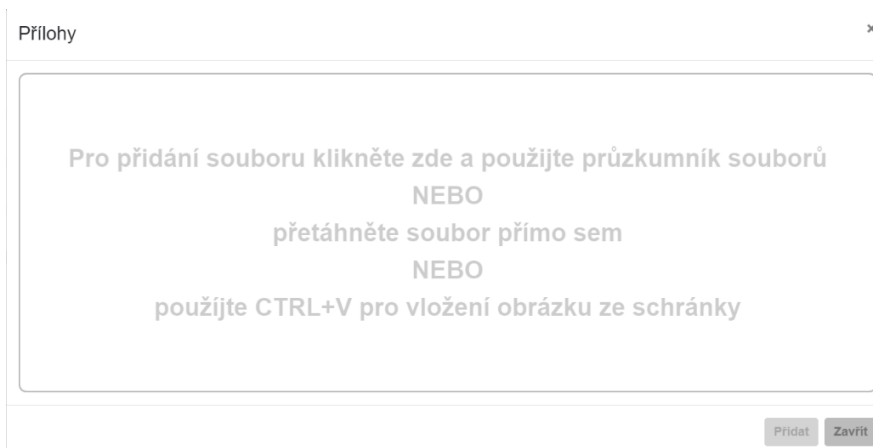 Přílohy
×
Pro přidání souboru klikněte zde a použijte průzkumník souborů
NEBO
přetáhněte soubor přímo sem
NEBO
použíjte CTRL+V pro vložení obrázku ze schránky
Přidat Zavřít